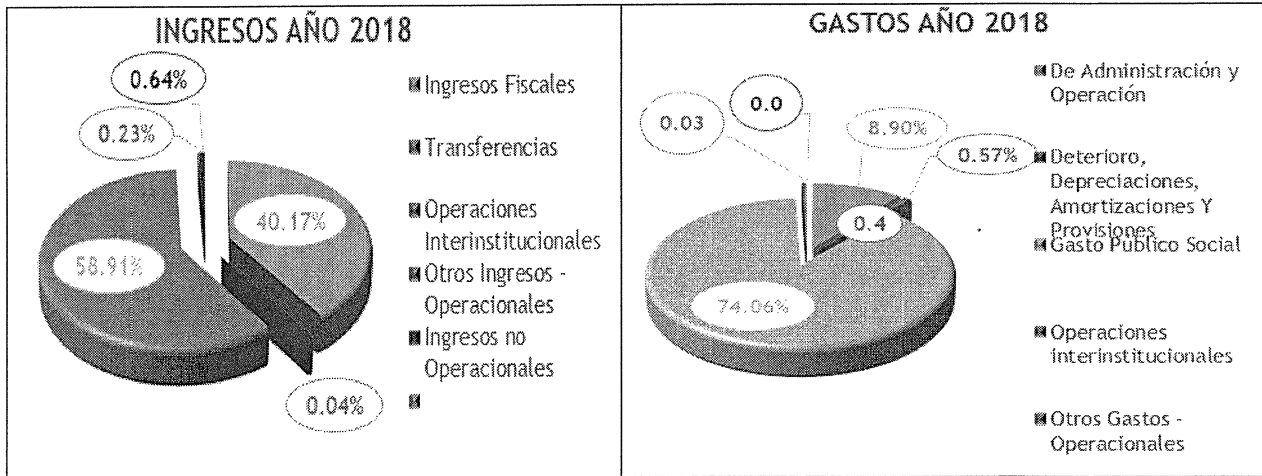 INGRESOS AÑO 2018
0.64%
0.23%
40.17%
58.91%
0.04%
Ingresos Fiscales
Transferencias
Operaciones
Interinstitucionales
Otros Ingresos -
Operacionales
Ingresos no
Operacionales
GASTOS AÑO 2018
0.03
0.0
8.90%
0.57%
0.4
74.06%
De Administración y
Operación
Deterioro,
Depreciaciones,
Amortizaciones Y
Provisiones
Gasto Publico Social
Operaciones
interinstitucionales
Otros Gastos -
Operacionales